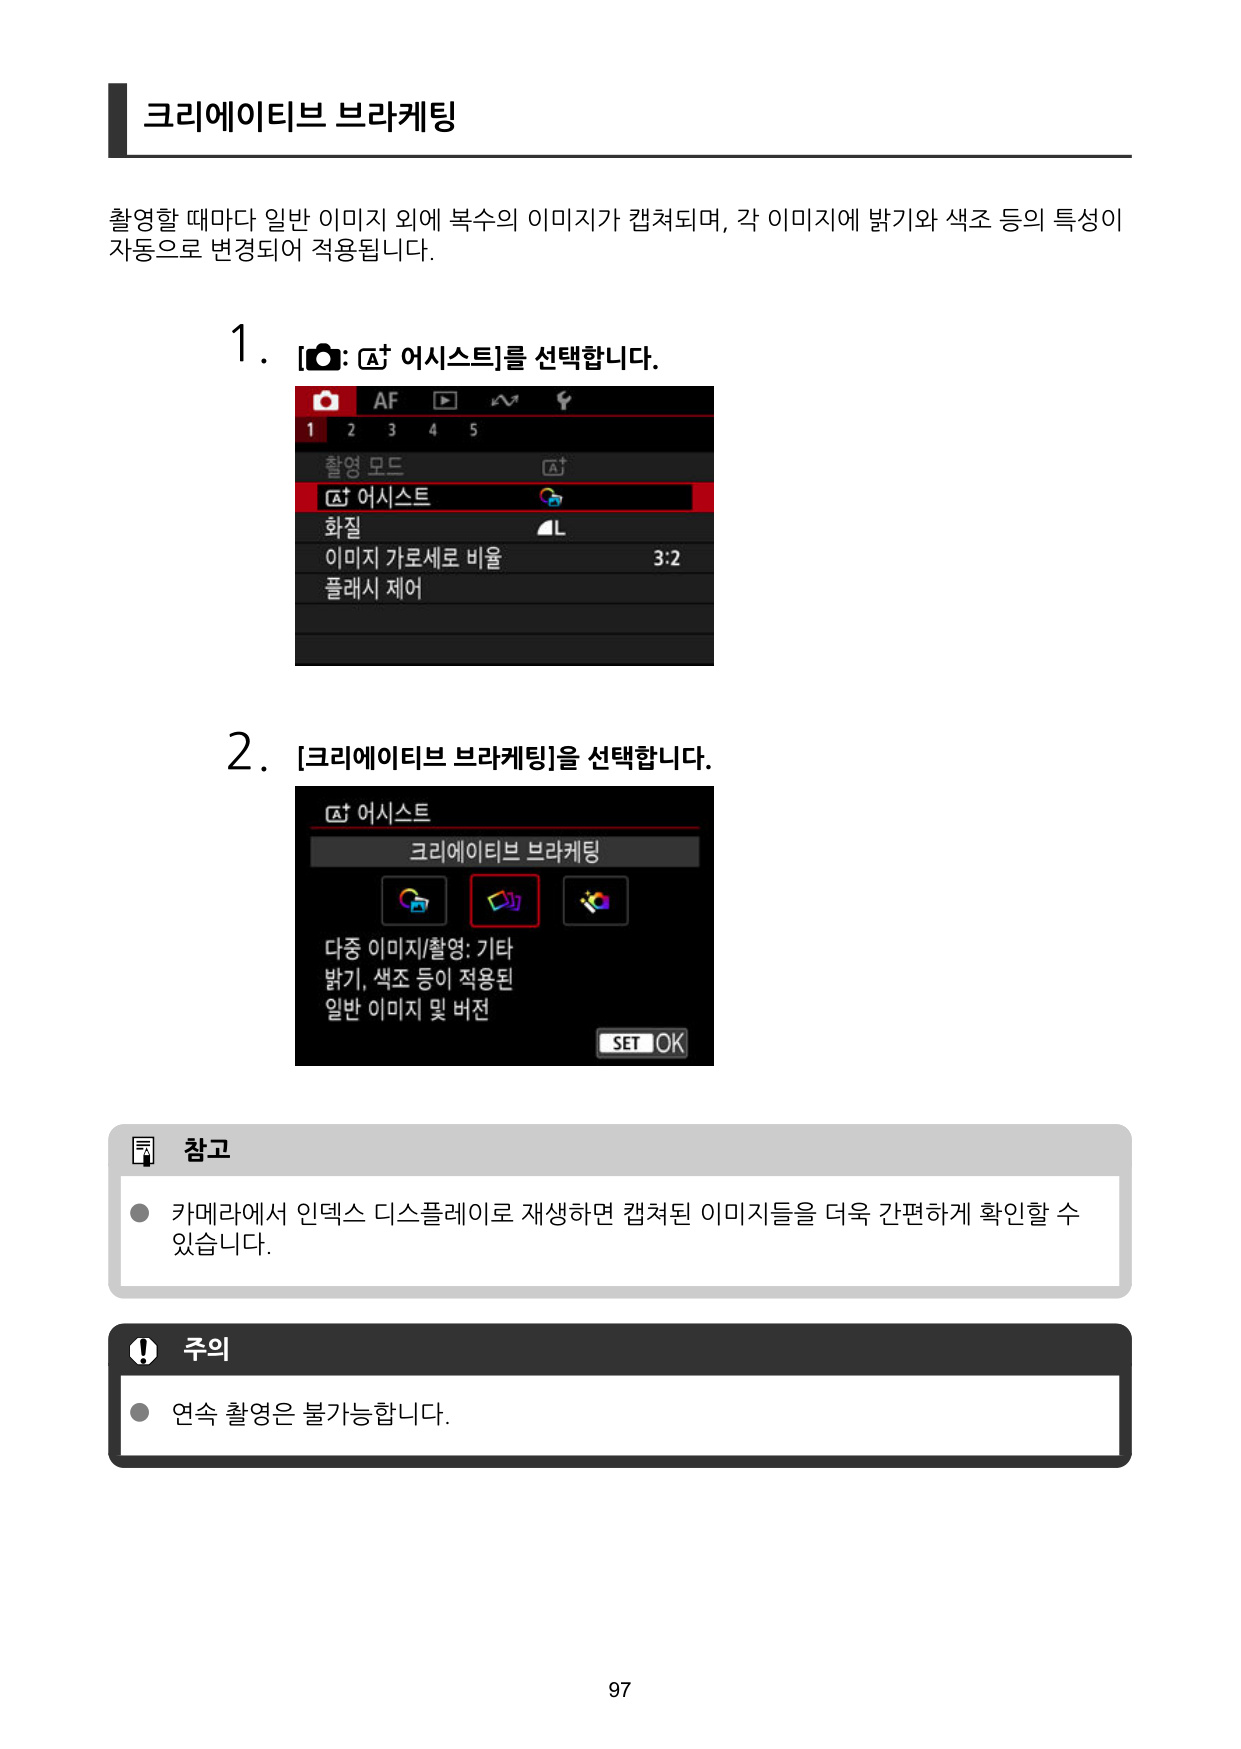 크리에이티브 브라케팅
촬영할 때마다 일반 이미지 외에 복수의 이미지가 캡쳐되며, 각 이미지에 밝기와 색조 등의 특성이
자동으로 변경되어 적용됩니다.
1. [: A+ 어시스트]를 선택합니다.
AF
1 2 3 4 5
촬영 모드 A+
A+ 어시스트
화질 L
이미지 가로세로 비율 3:2
플래시 제어
2. [크리에이티브 브라케팅]을 선택합니다.
A+ 어시스트
크리에이티브 브라케팅
다중 이미지/촬영: 기타
밝기, 색조 등이 적용된
일반 이미지 및 버전
SET OK
참고
● 카메라에서 인덱스 디스플레이로 재생하면 캡쳐된 이미지들을 더욱 간편하게 확인할 수
있습니다.
주의
● 연속 촬영은 불가능합니다.
97